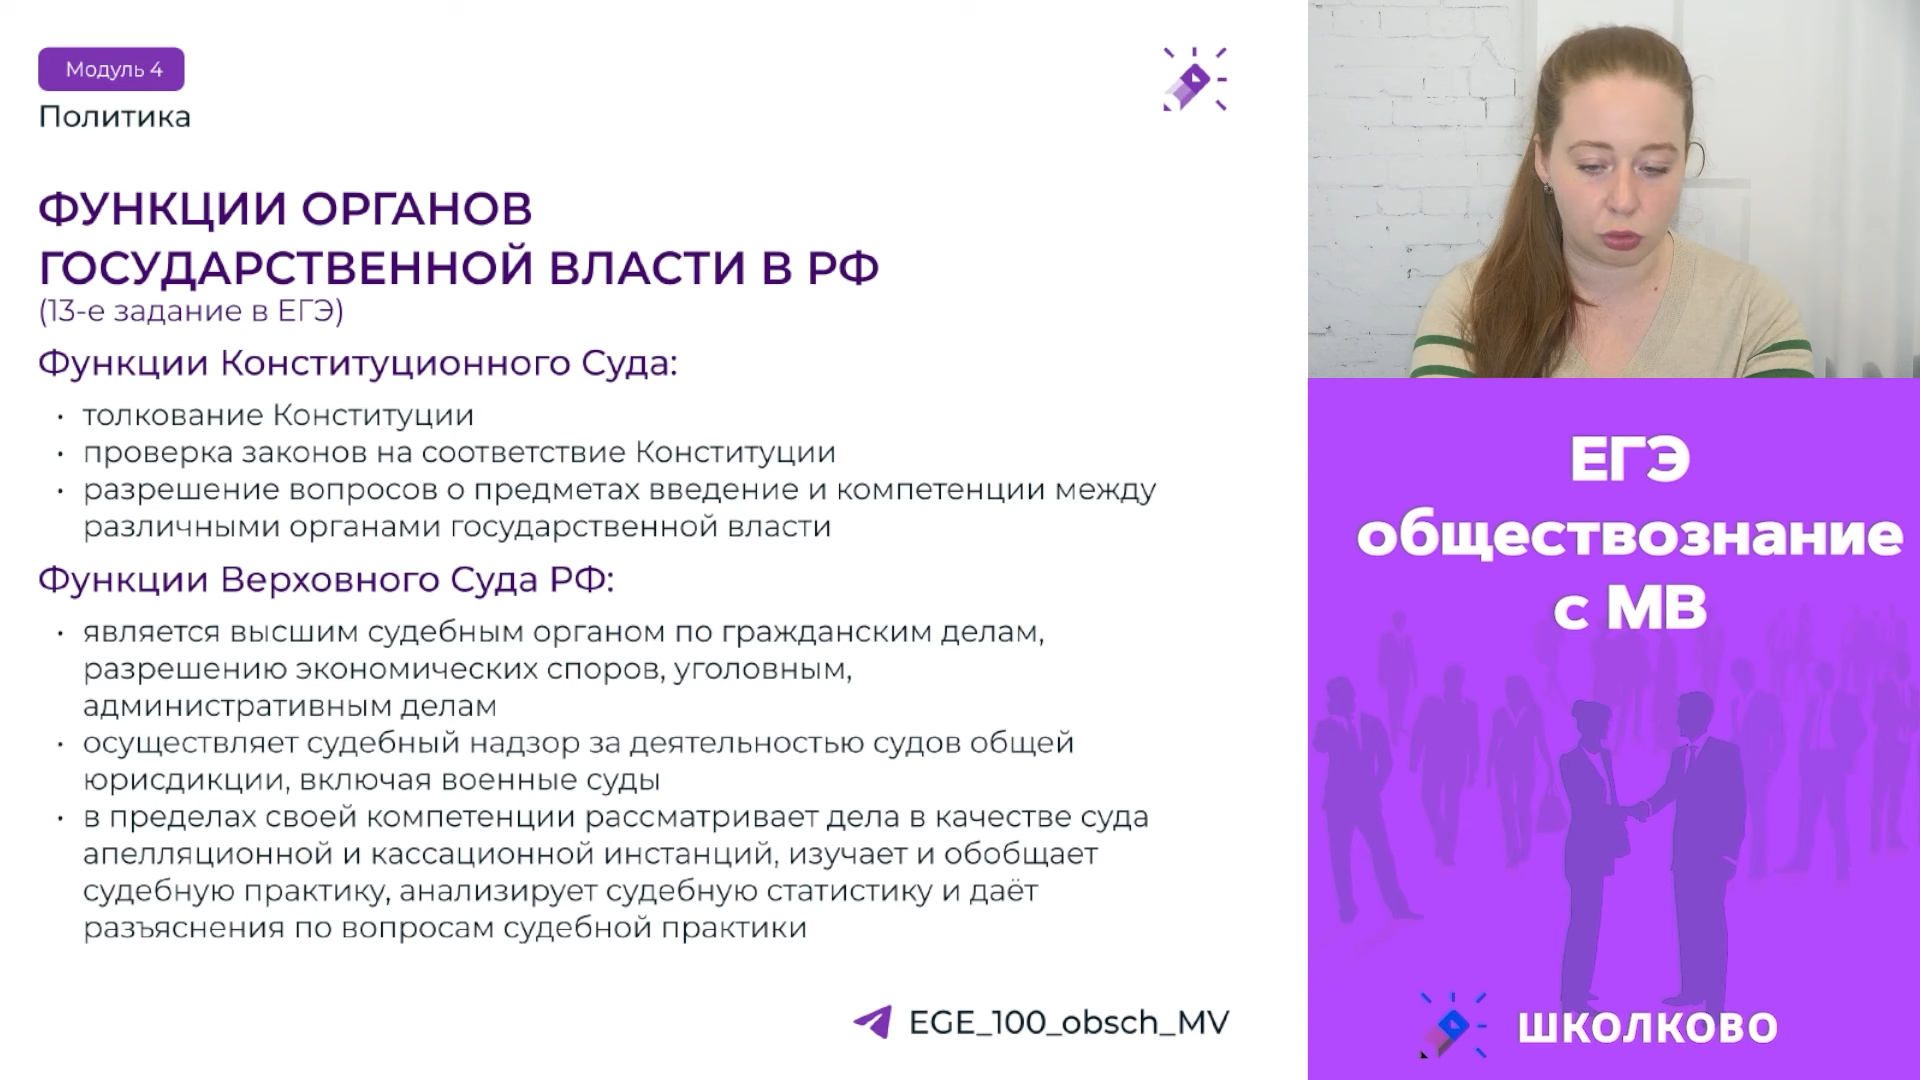 Модуль 4
Политика
ФУНКЦИИ ОРГАНОВ
ГОСУДАРСТВЕННОЙ ВЛАСТИ В РФ
(13-е задание в ЕГЭ)
Функции Конституционного Суда:
· толкование Конституции
· проверка законов на соответствие Конституции
· разрешение вопросов о предметах введение и компетенции между
различными органами государственной власти
Функции Верховного Суда РФ:
· является высшим судебным органом по гражданским делам,
разрешению экономических споров, уголовным,
административным делам
· осуществляет судебный надзор за деятельностью судов общей
юрисдикции, включая военные суды
· в пределах своей компетенции рассматривает дела в качестве суда
апелляционной и кассационной инстанций, изучает и обобщает
судебную практику, анализирует судебную статистику и даёт
разъяснения по вопросам судебной практики
EGE_100_obsch_MV
ЕГЭ
обществознание
с МВ
ШКОЛКОВО